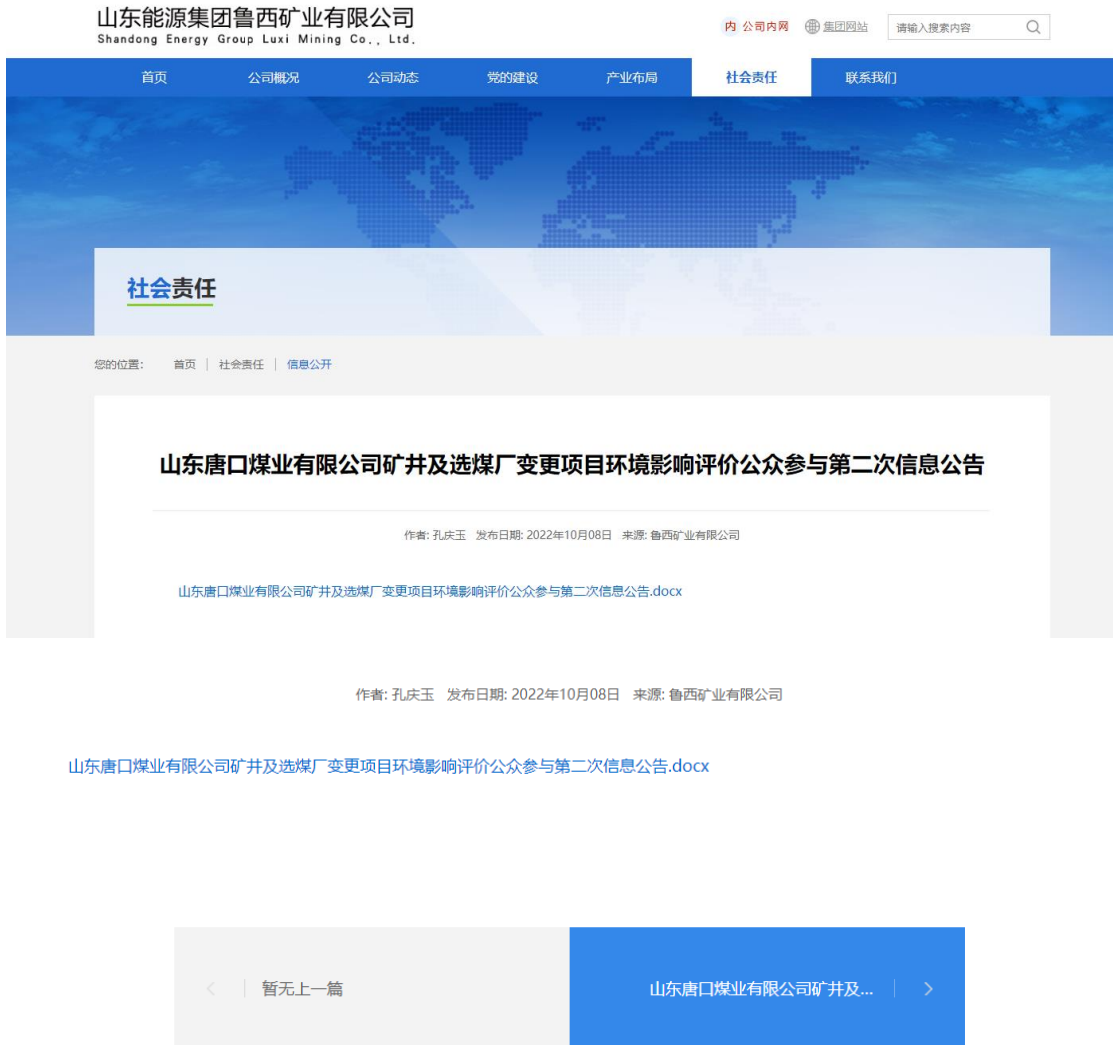 山东能源集团鲁西矿业有限公司
Shandong Energy Group Luxi Mining Co., Ltd.
内 公司内网 集团网站 请输入搜索内容
首页 公司概况 公司动态 党的建设 产业布局 社会责任 联系我们
社会责任
您的位置: 首页 社会责任 信息公开
山东唐口煤业有限公司矿井及选煤厂变更项目环境影响评价公众参与第二次信息公告
作者: 孔庆玉 发布日期: 2022年10月08日 来源: 鲁西矿业有限公司
山东唐口煤业有限公司矿井及选煤厂变更项目环境影响评价公众参与第二次信息公告.docx
作者: 孔庆玉 发布日期: 2022年10月08日 来源: 鲁西矿业有限公司
山东唐口煤业有限公司矿井及选煤厂变更项目环境影响评价公众参与第二次信息公告.docx
暂无上一篇 山东唐口煤业有限公司矿井及...